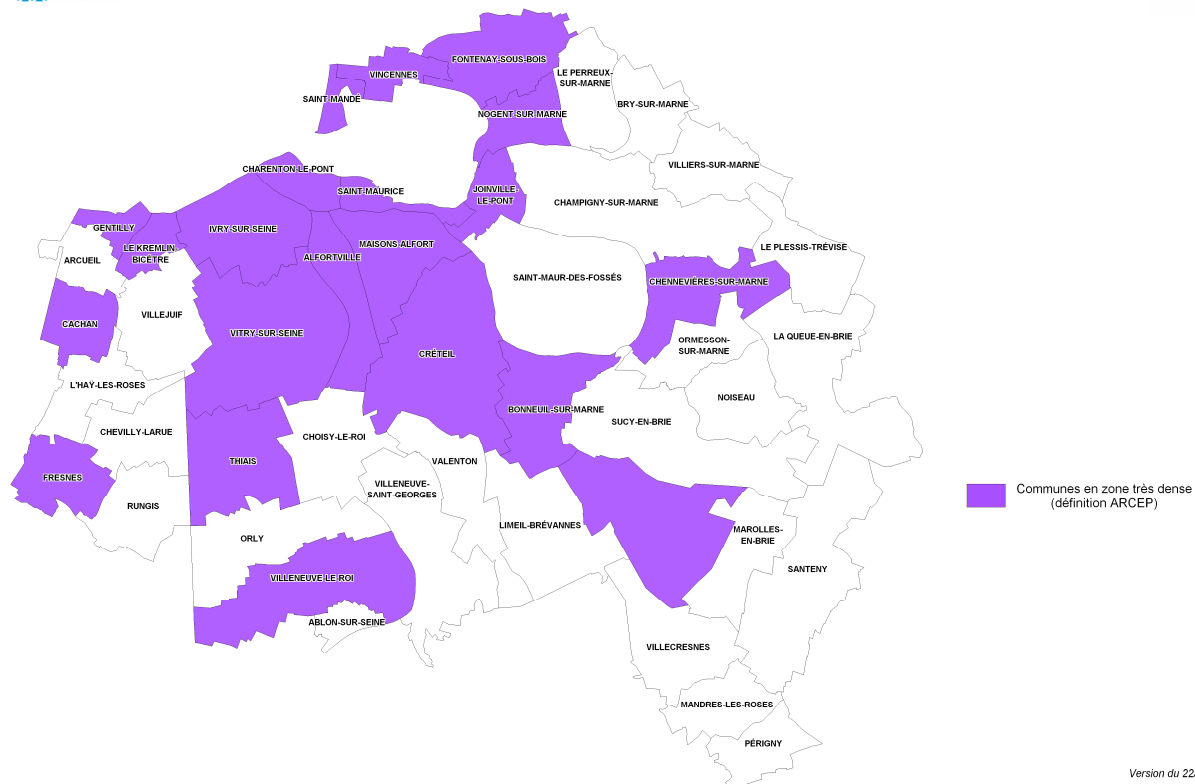 FONTENAY-SOUS-BOIS
VINCENNES
LE PERREUX-
SUR-MARNE
SAINT-MANDÉ
BRY-SUR-MARNE
NOGENT-SUR-MARNE
VILLIERS-SUR-MARNE
CHARENTON-LE-PONT
SAINT-MAURICE
JOINVILLE-
LE-PONT
CHAMPIGNY-SUR-MARNE
GENTILLY
IVRY-SUR-SEINE
LE KREMLIN
BICÊTRE
MAISONS-ALFORT
LE PLESSIS-TRÉVISE
ARCUEIL
ALFORTVILLE
SAINT-MAUR-DES-FOSSÉS
CHENNEVIÈRES-SUR-MARNE
VILLEJUIF
CACHAN
VITRY-SUR-SEINE
LA QUEUE-EN-BRIE
ORMESSON-
SUR-MARNE
CRÉTEIL
L'HAŸ-LES-ROSES
NOISEAU
BONNEUIL-SUR-MARNE
SUCY-EN-BRIE
CHEVILLY-LARUE
CHOISY-LE-ROI
THIAIS
VALENTON
FRESNES
VILLENEUVE-
SAINT-GEORGES
RUNGIS
LIMEIL-BRÉVANNES
MAROLLES-
EN-BRIE
ORLY
SANTENY
VILLENEUVE-LE-ROI
ABLON-SUR-SEINE
VILLECRESNES
MANDRES-LES-ROSES
PÉRIGNY
Communes en zone très dense
(définition ARCEP)
Version du 22